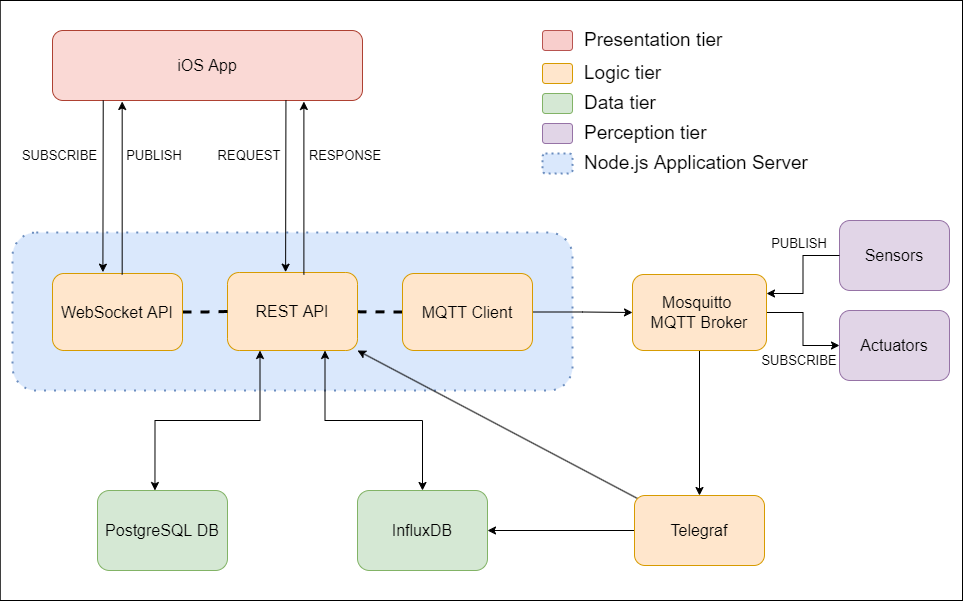 iOS App
Presentation tier
Logic tier
Data tier
Perception tier
Node.js Application Server
SUBSCRIBE
PUBLISH
REQUEST
RESPONSE
WebSocket API
REST API
MQTT Client
Mosquitto
MQTT Broker
PUBLISH
Sensors
SUBSCRIBE
Actuators
PostgreSQL DB
InfluxDB
Telegraf